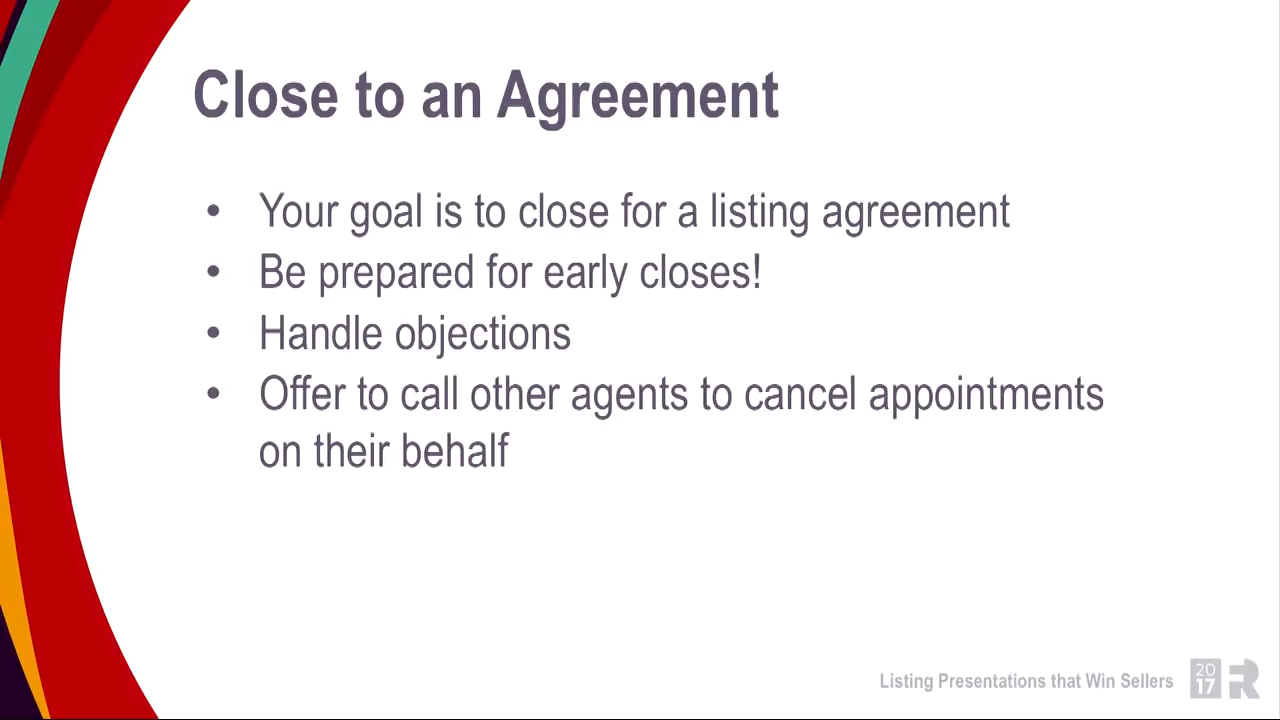 Close to an Agreement
• Your goal is to close for a listing agreement
• Be prepared for early closes!
• Handle objections
• Offer to call other agents to cancel appointments
on their behalf
Listing Presentations that Win Sellers
20
17
R